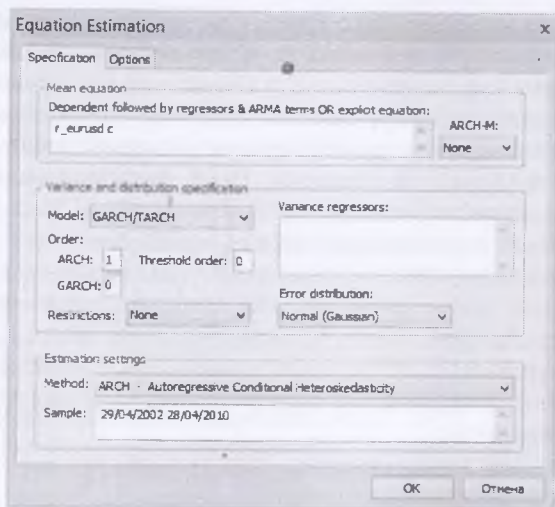 Equation Estimation
Specification Options
Mean equation
Dependent followed by regressors & ARMA terms OR explicit equation:
r_eurusd c
ARCH-M:
None
Variance and distribution specification
Model: GARCH/TARCH
Variance regressors:
Order:
ARCH: 1 Threshold order: 0
GARCH: 0
Error distribution:
Restrictions: None
Normal (Gaussian)
Estimation settings
Method: ARCH - Autoregressive Conditional Heteroskedasticity
Sample: 29/04/2002 28/04/2010
OK Отмена